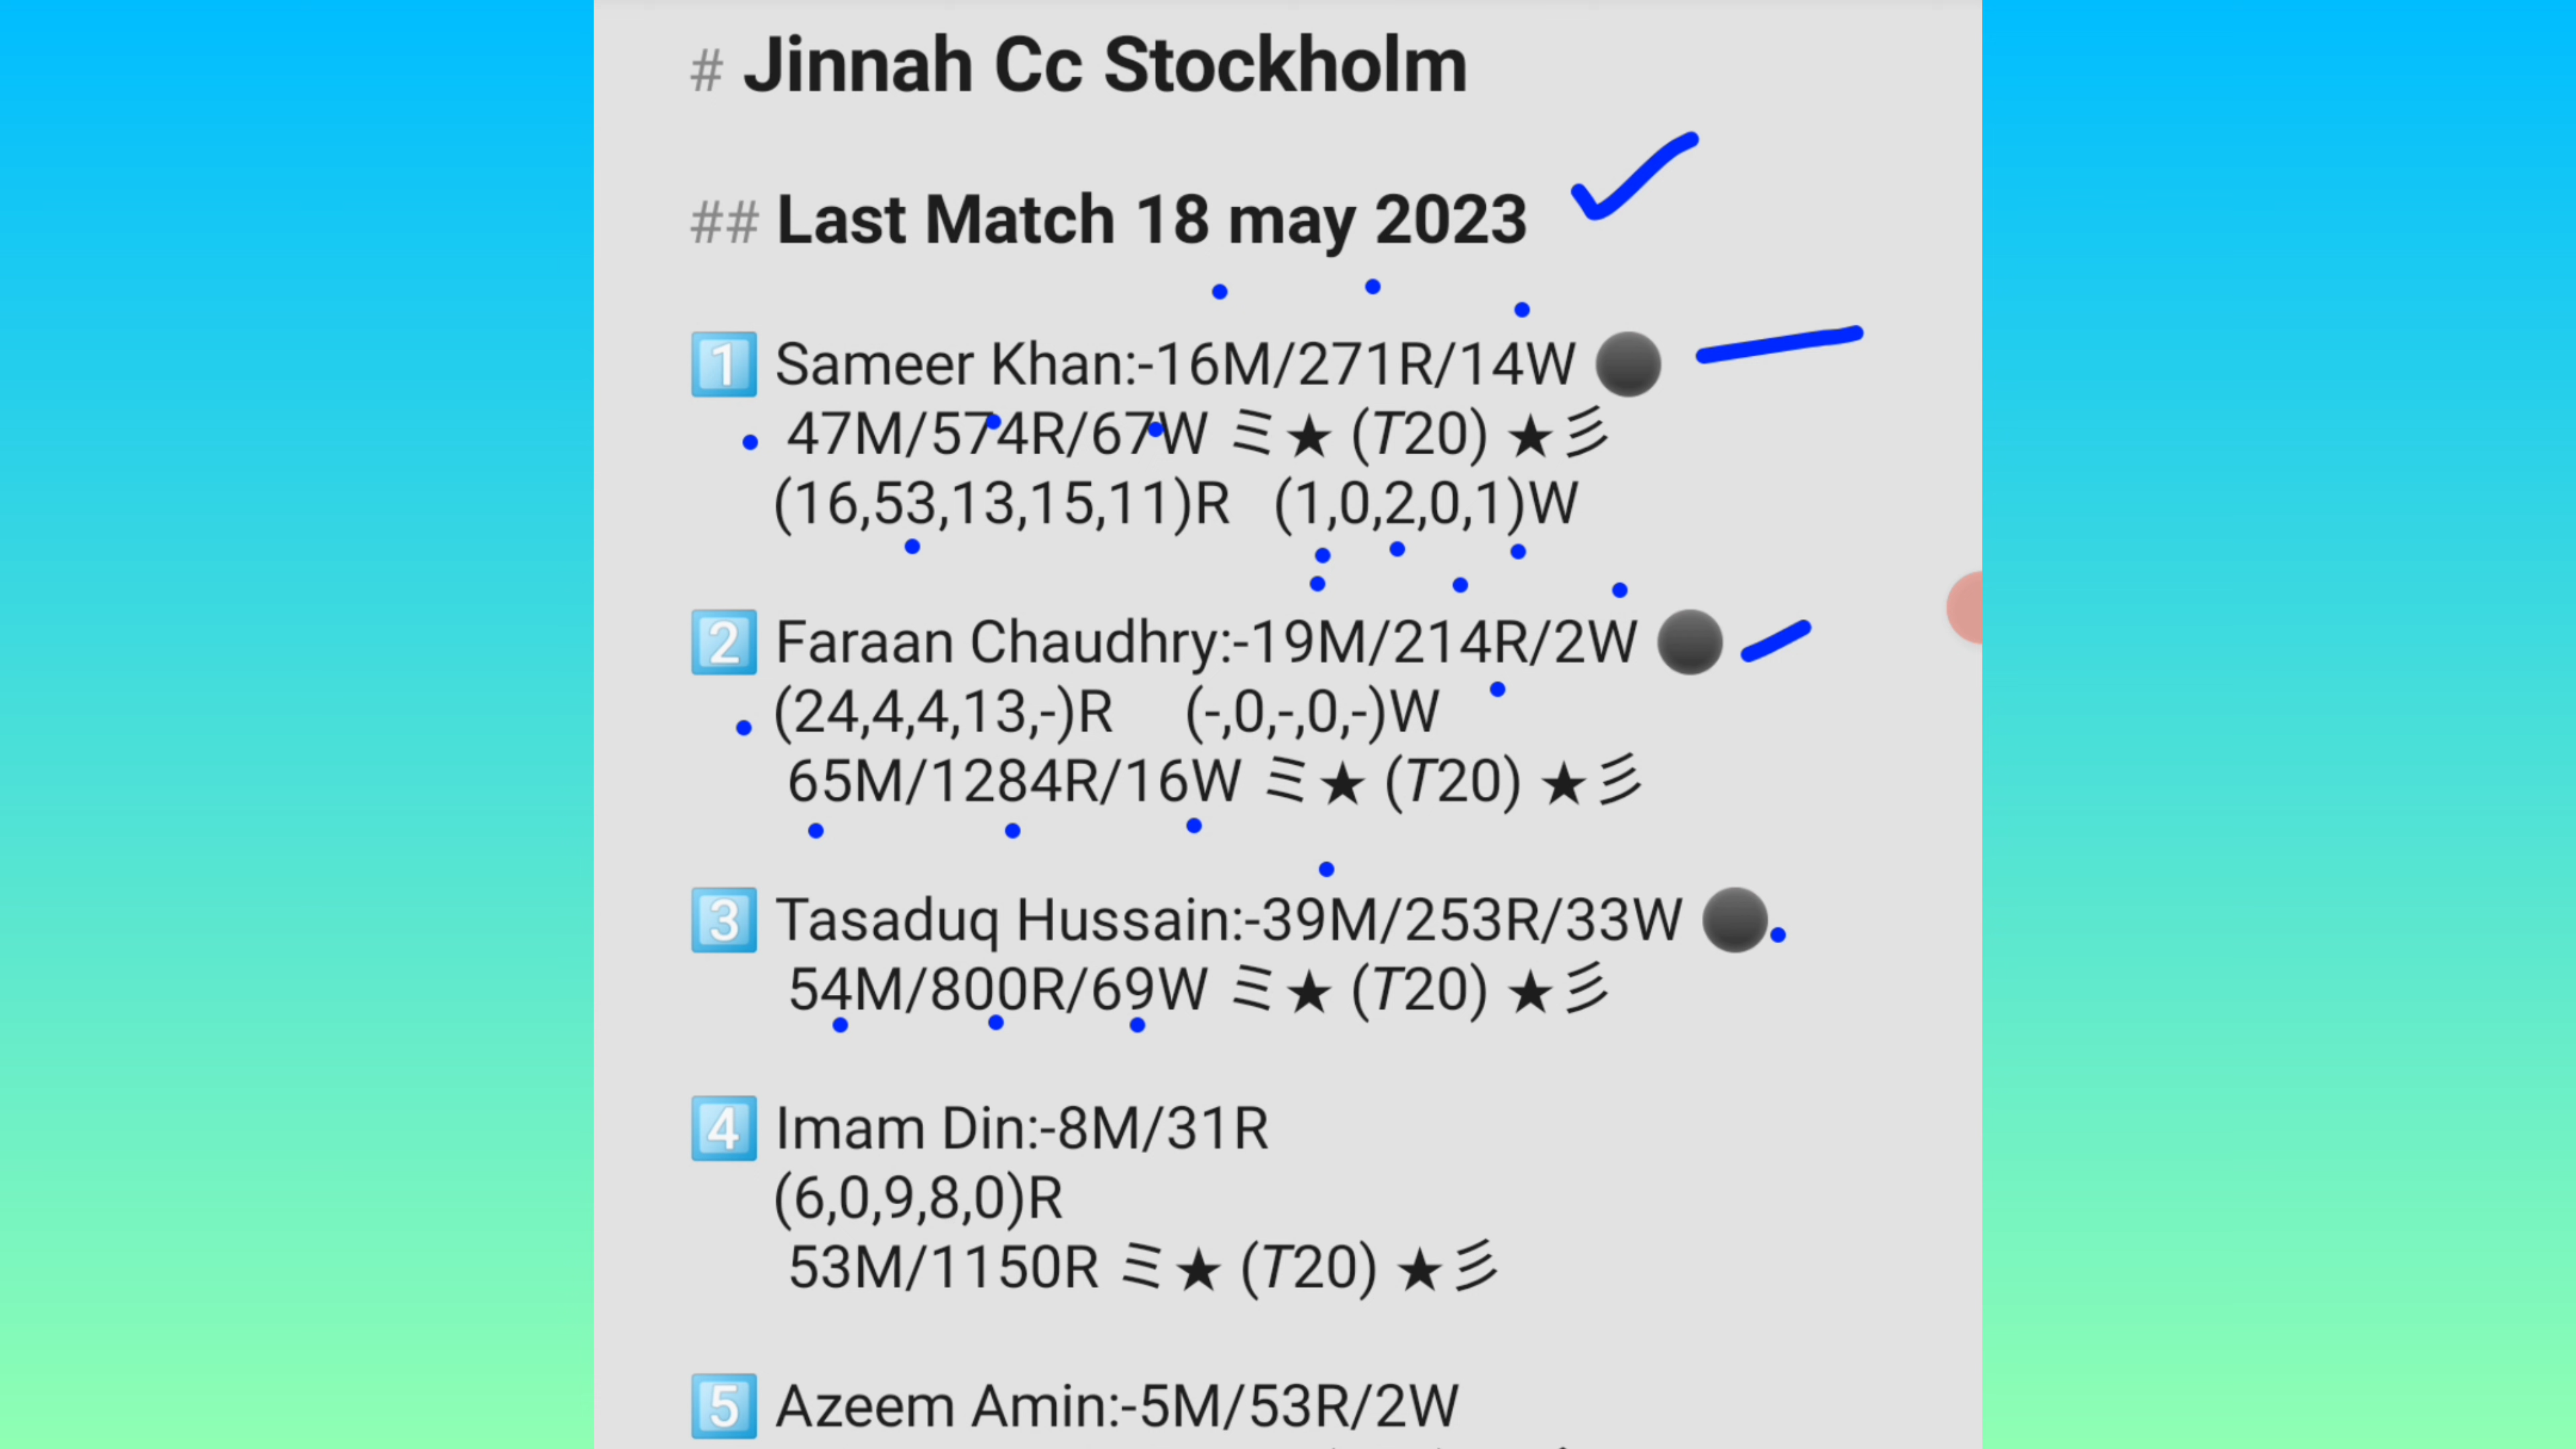 # Jinnah Cc Stockholm
## Last Match 18 may 2023
1️⃣ Sameer Khan:-16M/271R/14W ⚫
47M/574R/67W ミ★ (𝘛20) ★彡
(16,53,13,15,11)R (1,0,2,0,1)W
2️⃣ Faraan Chaudhry:-19M/214R/2W ⚫
(24,4,4,13,-)R (-,0,-,0,-)W
65M/1284R/16W ミ★ (𝘛20) ★彡
3️⃣ Tasaduq Hussain:-39M/253R/33W ⚫
54M/800R/69W ミ★ (𝘛20) ★彡
4️⃣ Imam Din:-8M/31R
(6,0,9,8,0)R
53M/1150R ミ★ (𝘛20) ★彡
5️⃣ Azeem Amin:-5M/53R/2W